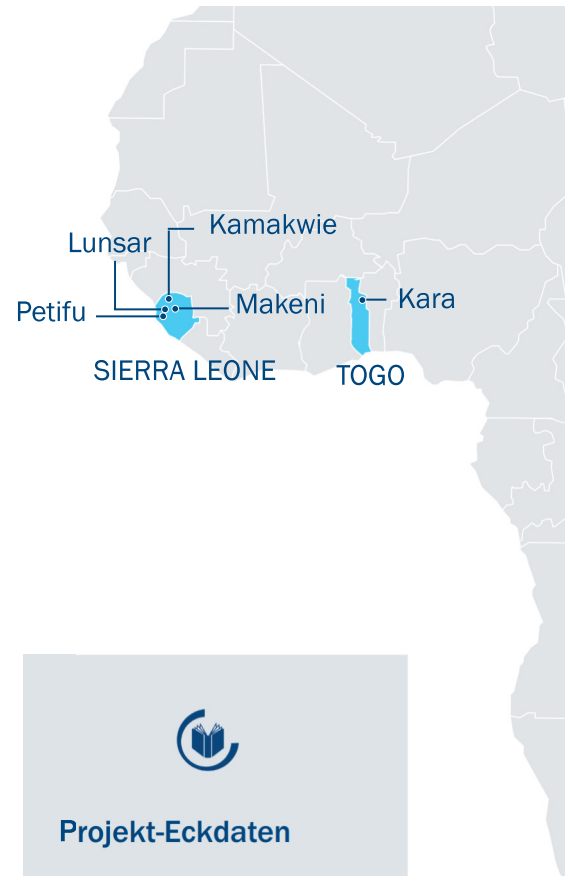 Kamakwie
Lunsar
Petifu
Makeni
Kara
SIERRA LEONE
TOGO
Projekt-Eckdaten